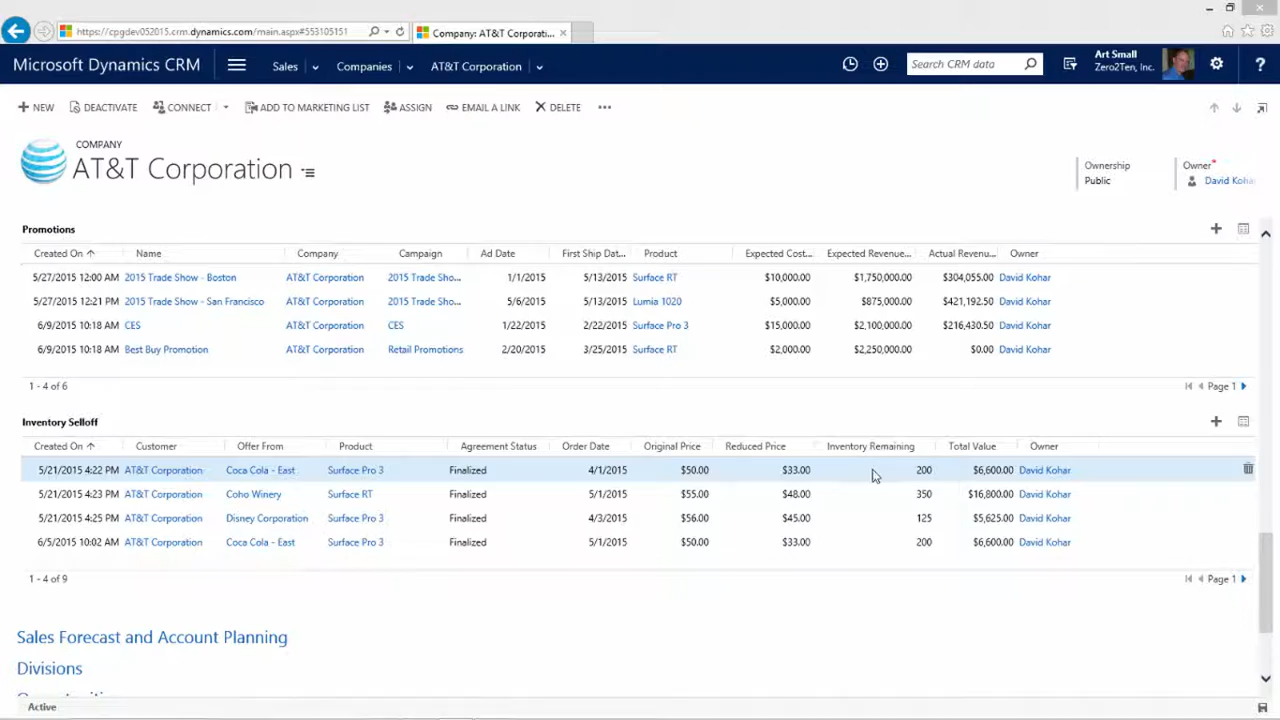 https://cpgdev052015.crm.dynamics.com/main.aspx#553105151
Company: AT&T Corporati...
Microsoft Dynamics CRM
Sales
Companies
AT&T Corporation
Search CRM data
Art Small
Zero2Ten, Inc.
?
NEW
DEACTIVATE
CONNECT
ADD TO MARKETING LIST
ASSIGN
EMAIL A LINK
DELETE
COMPANY
AT&T Corporation
Ownership
Public
Owner*
David Koha
Promotions
Created On Name Company Campaign Ad Date First Ship Dat... Product Expected Cost... Expected Revenue... Actual Revenu... Owner
5/27/2015 12:00 AM 2015 Trade Show - Boston AT&T Corporation 2015 Trade Sho... 1/1/2015 5/13/2015 Surface RT $10,000.00 $1,750,000.00 $304,055.00 David Kohar
5/27/2015 12:21 PM 2015 Trade Show - San Francisco AT&T Corporation 2015 Trade Sho... 5/6/2015 5/13/2015 Lumia 1020 $5,000.00 $875,000.00 $421,192.50 David Kohar
6/9/2015 10:18 AM CES AT&T Corporation CES 1/22/2015 2/22/2015 Surface Pro 3 $15,000.00 $2,100,000.00 $216,430.50 David Kohar
6/9/2015 10:18 AM Best Buy Promotion AT&T Corporation Retail Promotions 2/20/2015 3/25/2015 Surface RT $2,000.00 $2,250,000.00 $0.00 David Kohar
1 - 4 of 6 Page 1
Inventory Selloff
Created On Customer Offer From Product Agreement Status Order Date Original Price Reduced Price Inventory Remaining Total Value Owner
5/21/2015 4:22 PM AT&T Corporation Coca Cola - East Surface Pro 3 Finalized 4/1/2015 $50.00 $33.00 200 $6,600.00 David Kohar
5/21/2015 4:23 PM AT&T Corporation Coho Winery Surface RT Finalized 5/1/2015 $55.00 $48.00 350 $16,800.00 David Kohar
5/21/2015 4:25 PM AT&T Corporation Disney Corporation Surface Pro 3 Finalized 4/3/2015 $56.00 $45.00 125 $5,625.00 David Kohar
6/5/2015 10:02 AM AT&T Corporation Coca Cola - East Surface Pro 3 Finalized 5/1/2015 $50.00 $33.00 200 $6,600.00 David Kohar
1 - 4 of 9 Page 1
Sales Forecast and Account Planning
Divisions
Active